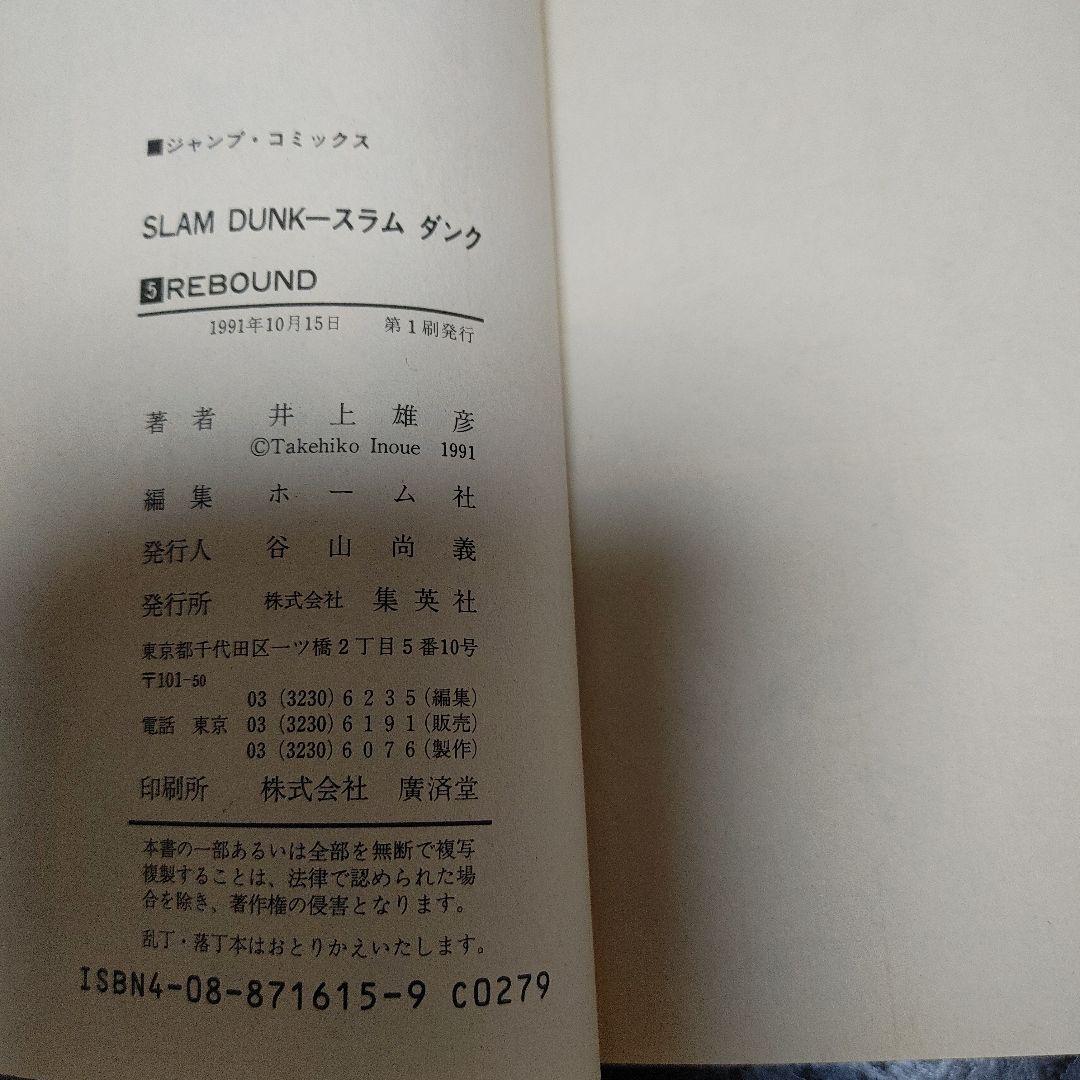 ■ジャンプ・コミックス
SLAM DUNK—スラム ダンク
5 REBOUND
1991年10月15日 第1刷発行
著者 井上雄彦
©Takehiko Inoue 1991
編集 ホーム社
発行人 谷山尚義
発行所 株式会社 集英社
東京都千代田区一ツ橋2丁目5番10号
〒101-50
03 (3230) 6235(編集)
電話 東京 03 (3230) 6191(販売)
03 (3230) 6076(製作)
印刷所 株式会社 廣済堂
本書の一部あるいは全部を無断で複写
複製することは、法律で認められた場
合を除き、著作権の侵害となります。
乱丁・落丁本はおとりかえいたします。
ISBN4-08-871615-9 C0279